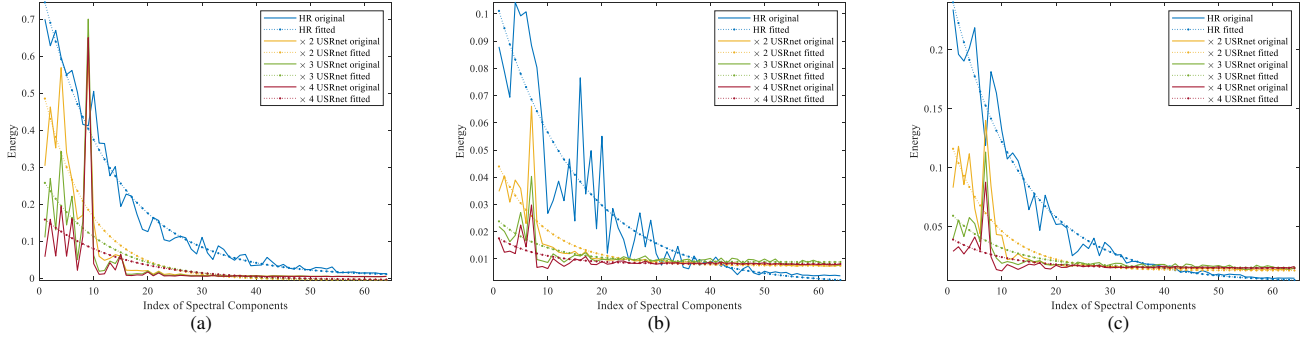 HR original
HR fitted
× 2 USRnet original
× 2 USRnet fitted
× 3 USRnet original
× 3 USRnet fitted
× 4 USRnet original
× 4 USRnet fitted
0.7
0.6
0.5
0.4
0.3
0.2
0.1
0
Energy
0 10 20 30 40 50 60
Index of Spectral Components
(a)
HR original
HR fitted
× 2 USRnet original
× 2 USRnet fitted
× 3 USRnet original
× 3 USRnet fitted
× 4 USRnet original
× 4 USRnet fitted
0.1
0.09
0.08
0.07
0.06
0.05
0.04
0.03
0.02
0.01
Energy
0 10 20 30 40 50 60
Index of Spectral Components
(b)
HR original
HR fitted
× 2 USRnet original
× 2 USRnet fitted
× 3 USRnet original
× 3 USRnet fitted
× 4 USRnet original
× 4 USRnet fitted
0.2
0.15
0.1
0.05
Energy
0 10 20 30 40 50 60
Index of Spectral Components
(c)